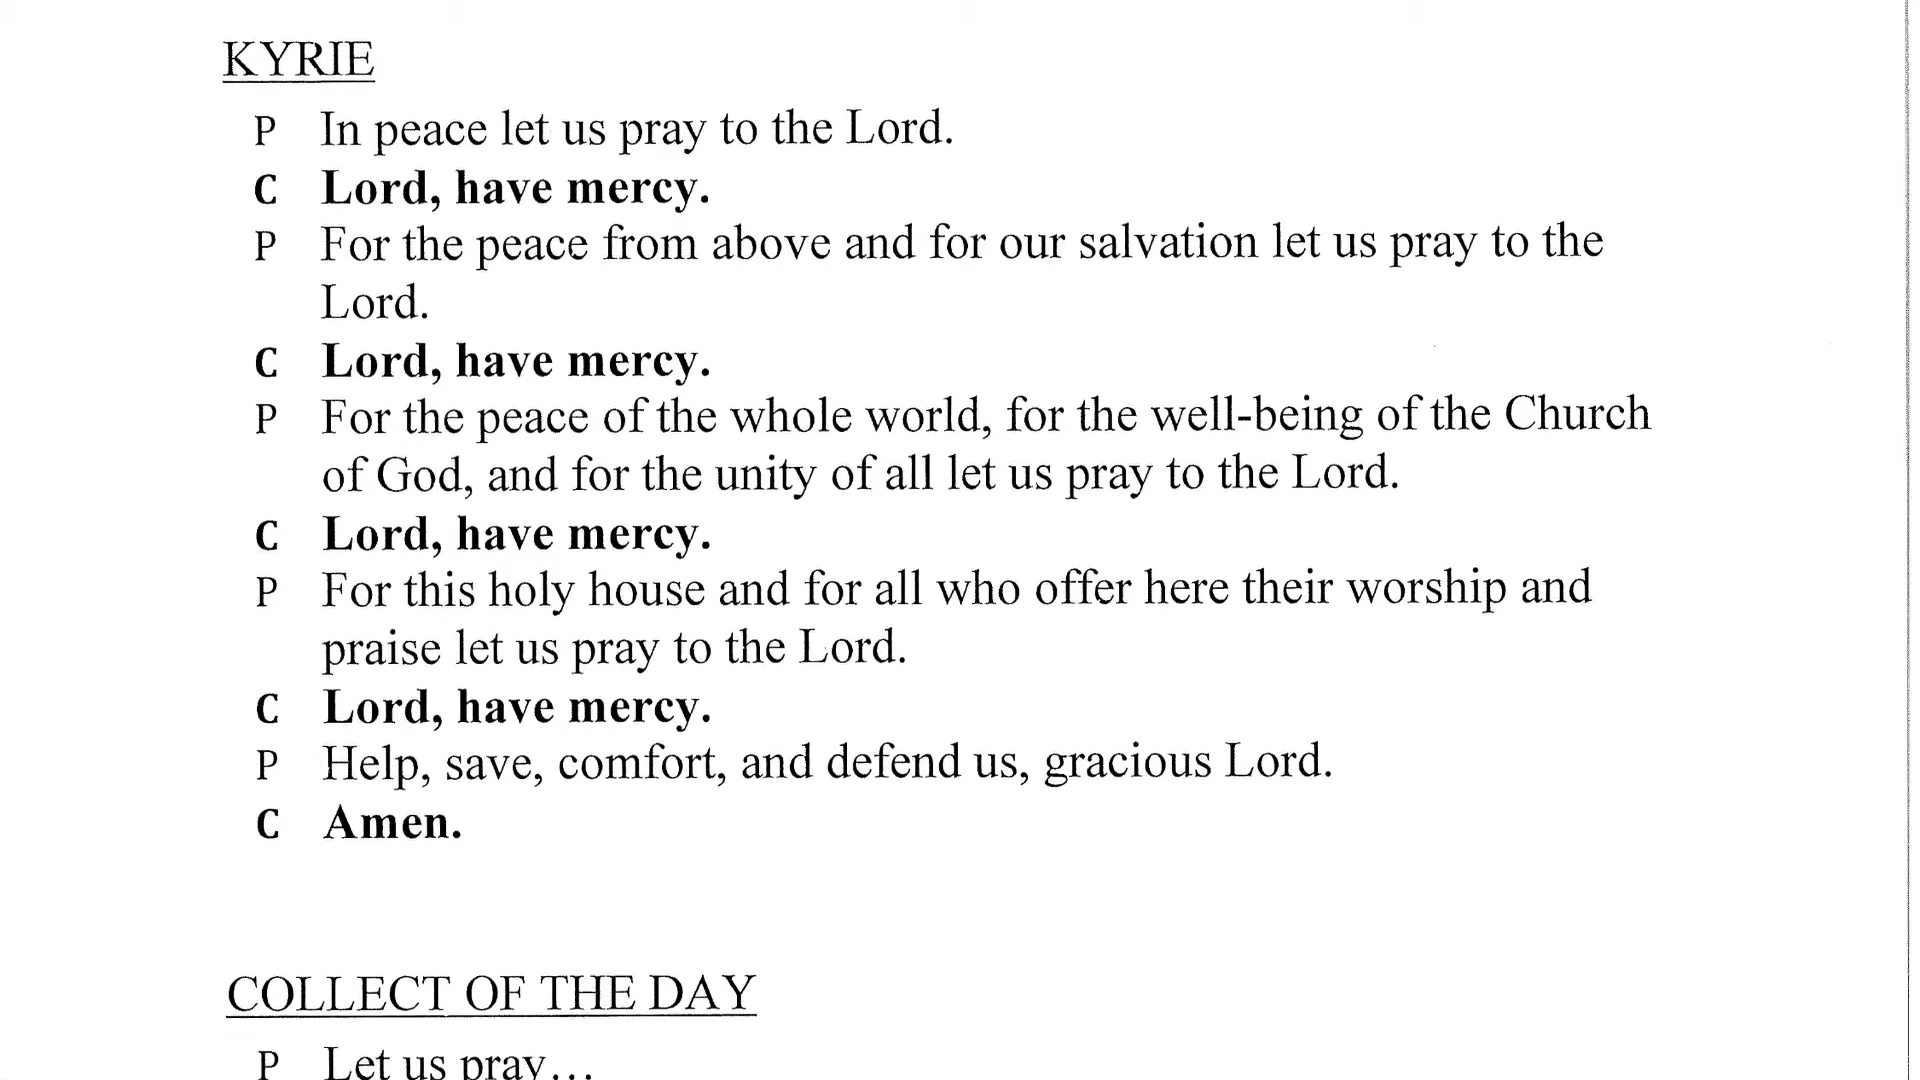 KYRIE
P In peace let us pray to the Lord.
C Lord, have mercy.
P For the peace from above and for our salvation let us pray to the
Lord.
C Lord, have mercy.
P For the peace of the whole world, for the well-being of the Church
of God, and for the unity of all let us pray to the Lord.
C Lord, have mercy.
P For this holy house and for all who offer here their worship and
praise let us pray to the Lord.
C Lord, have mercy.
P Help, save, comfort, and defend us, gracious Lord.
C Amen.
COLLECT OF THE DAY
P Let us pray…